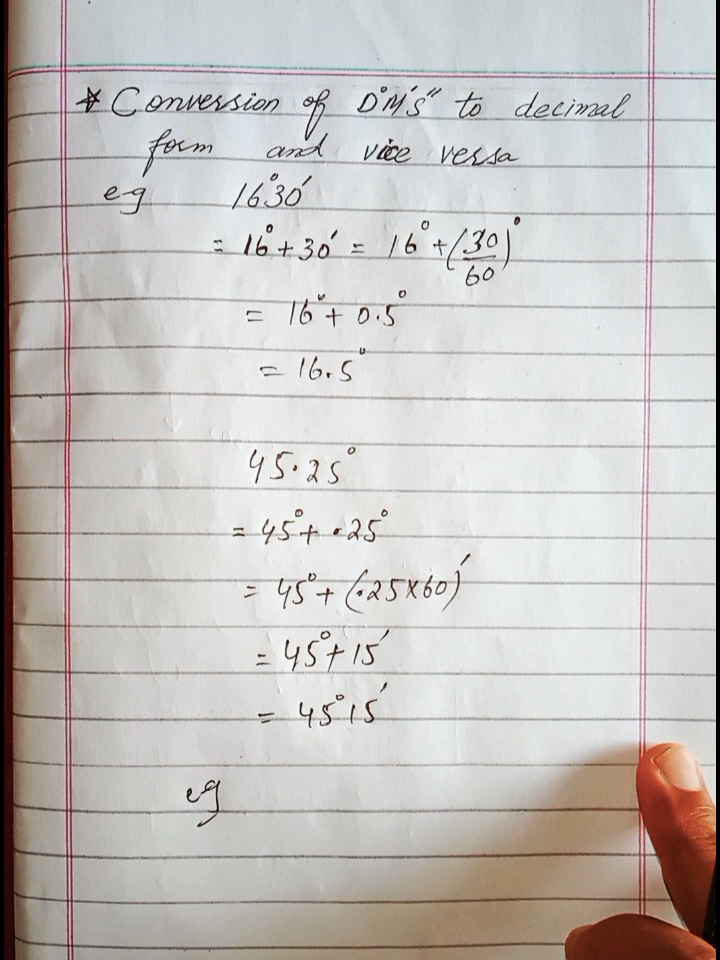 * Conversion of D°M'S" to decimal
form and vice versa
e-g 16°30'
= 16° + 30' = 16° + (30/60)°
= 16° + 0.5°
= 16.5°
45.25°
= 45° + .25°
= 45° + (.25×60)'
= 45° + 15'
= 45°15'
eg